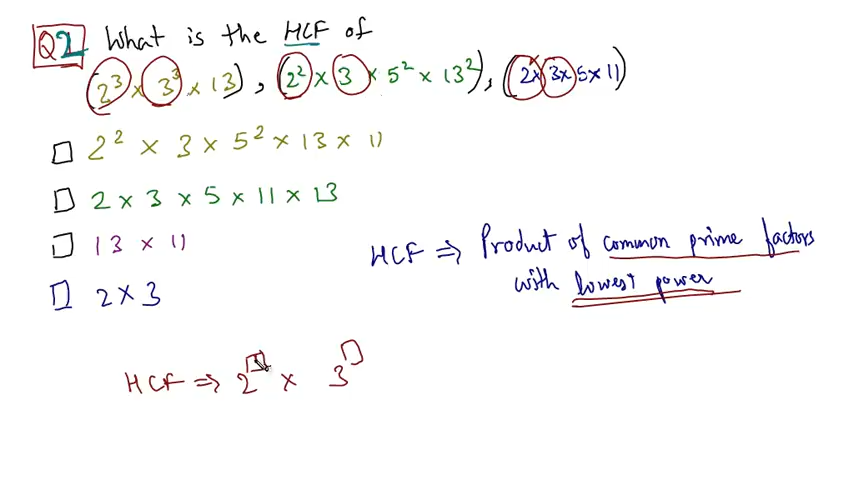 Q2 What is the HCF of
(2³ × 3³ × 13), (2² × 3 × 5² × 13²), (2 × 3 × 5 × 11)
☐ 2² × 3 × 5² × 13 × 11
☐ 2 × 3 × 5 × 11 × 13
☐ 13 × 11
☐ 2 × 3
HCF ⇒ Product of common prime factors
with lowest power
HCF ⇒ 2^☐ × 3^☐